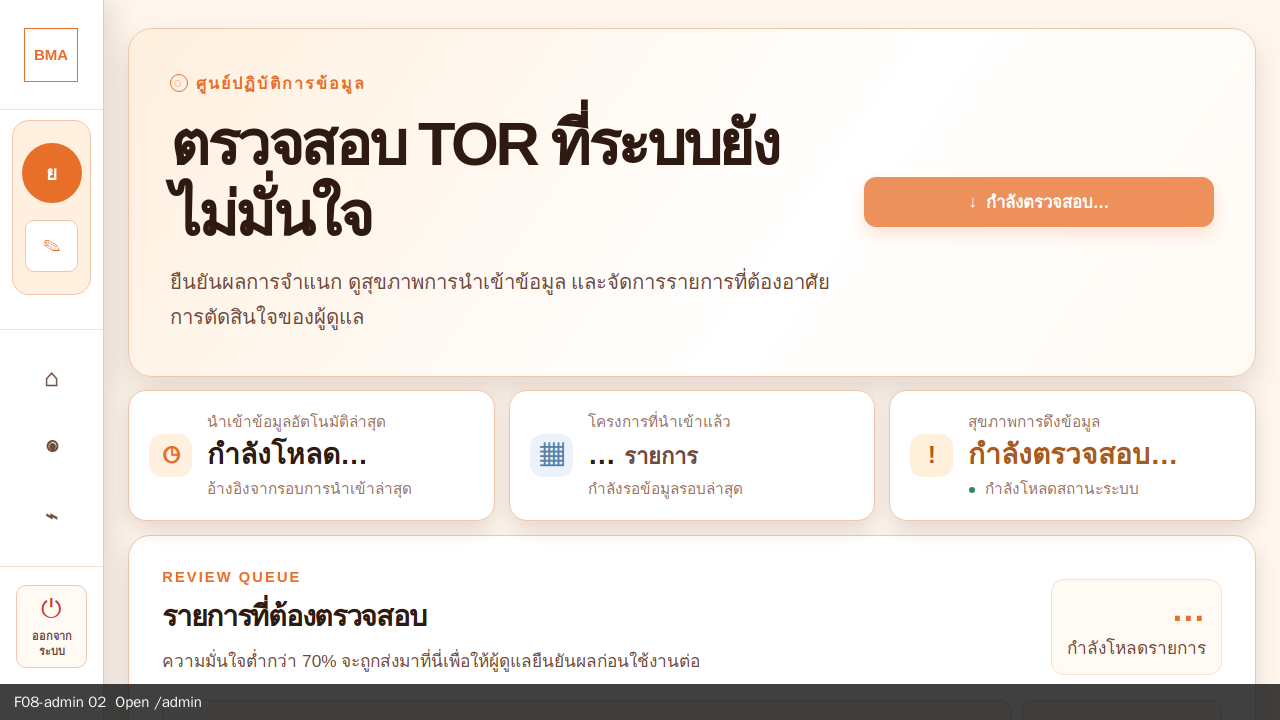 BMA
ย
ออกจาก
ระบบ
ศูนย์ปฏิบัติการข้อมูล
ตรวจสอบ TOR ที่ระบบยัง
ไม่มั่นใจ
ยืนยันผลการจำแนก ดูสุขภาพการนำเข้าข้อมูล และจัดการรายการที่ต้องอาศัย
การตัดสินใจของผู้ดูแล
↓ กำลังตรวจสอบ...
นำเข้าข้อมูลอัตโนมัติล่าสุด
กำลังโหลด...
อ้างอิงจากรอบการนำเข้าล่าสุด
โครงการที่นำเข้าแล้ว
... รายการ
กำลังรอข้อมูลรอบล่าสุด
!
สุขภาพการดึงข้อมูล
กำลังตรวจสอบ...
กำลังโหลดสถานะระบบ
REVIEW QUEUE
รายการที่ต้องตรวจสอบ
ความมั่นใจต่ำกว่า 70% จะถูกส่งมาที่นี่เพื่อให้ผู้ดูแลยืนยันผลก่อนใช้งานต่อ
...
กำลังโหลดรายการ
F08-admin 02 Open /admin